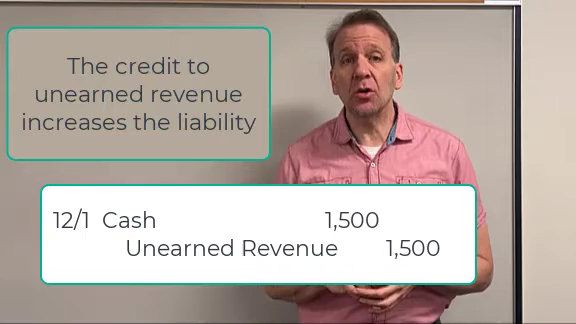 The credit to
unearned revenue
increases the liability
12/1 Cash 1,500
Unearned Revenue 1,500